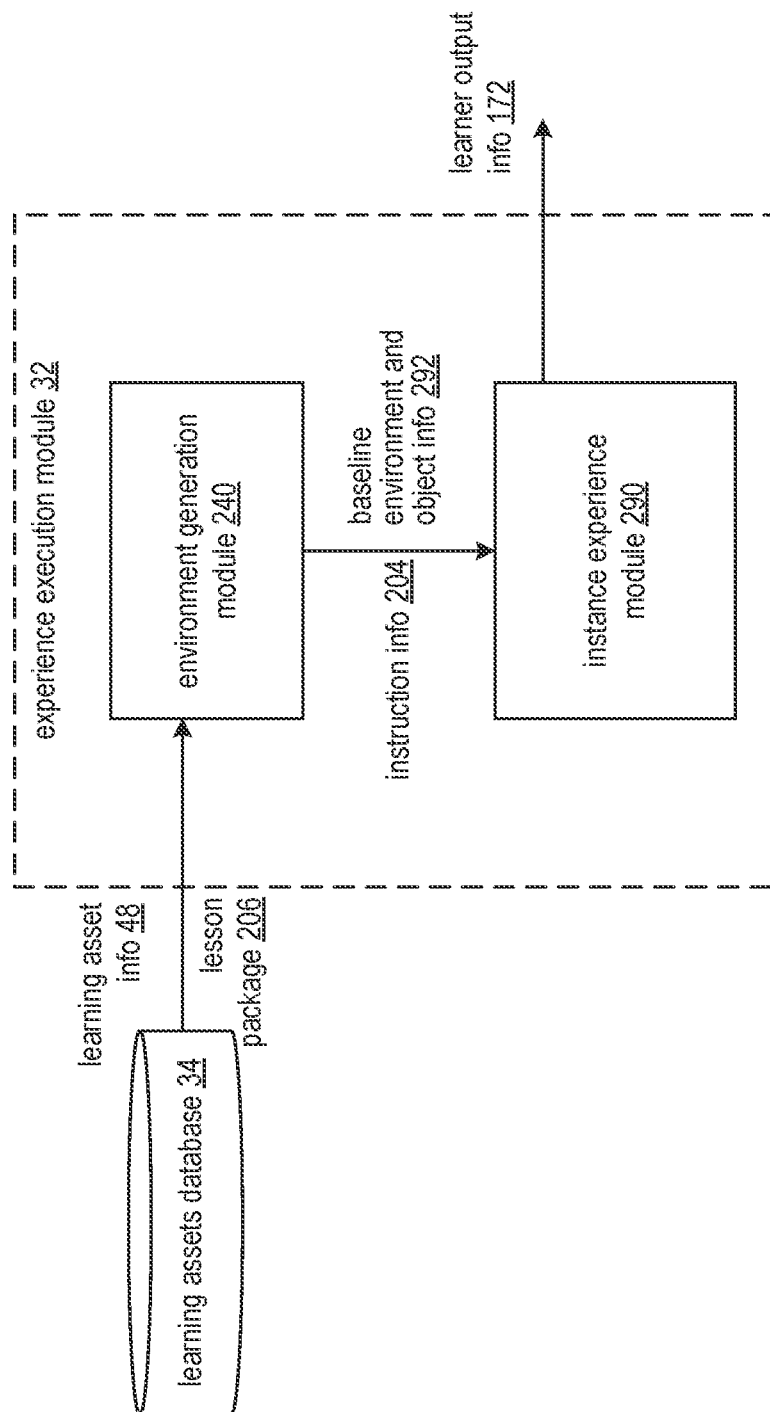 learning assets database 34
learning asset
info 48
lesson
package 206
experience execution module 32
environment generation
module 240
instruction info 204
baseline
environment and
object info 292
instance experience
module 290
learner output
info 172